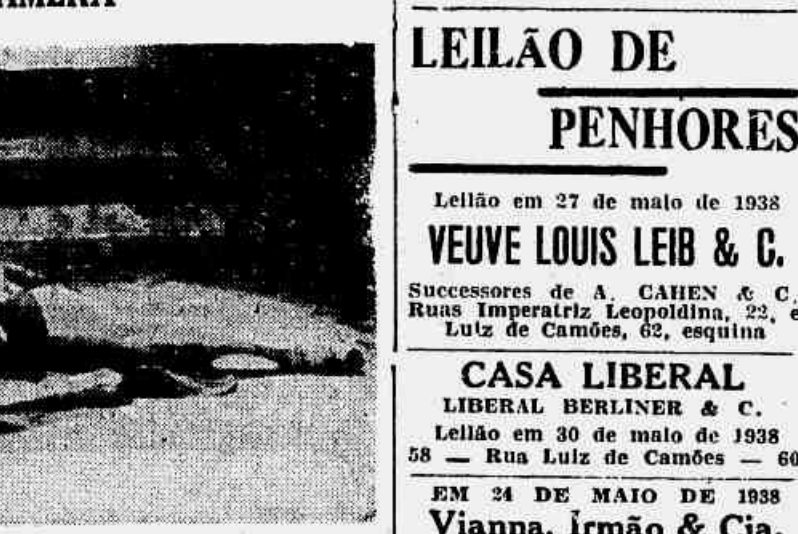 LEILÃO DE
PENHORES
Leilão em 27 de maio de 1938
VEUVE LOUIS LEIB & C.
Successores de A. CAHEN & C.
Ruas Imperatriz Leopoldina, 22, e
Luiz de Camões, 62, esquina
CASA LIBERAL
LIBERAL BERLINER & C.
Leilão em 30 de maio de 1938
58 — Rua Luiz de Camões — 60
EM 24 DE MAIO DE 1938
Vianna, Irmão & Cia.